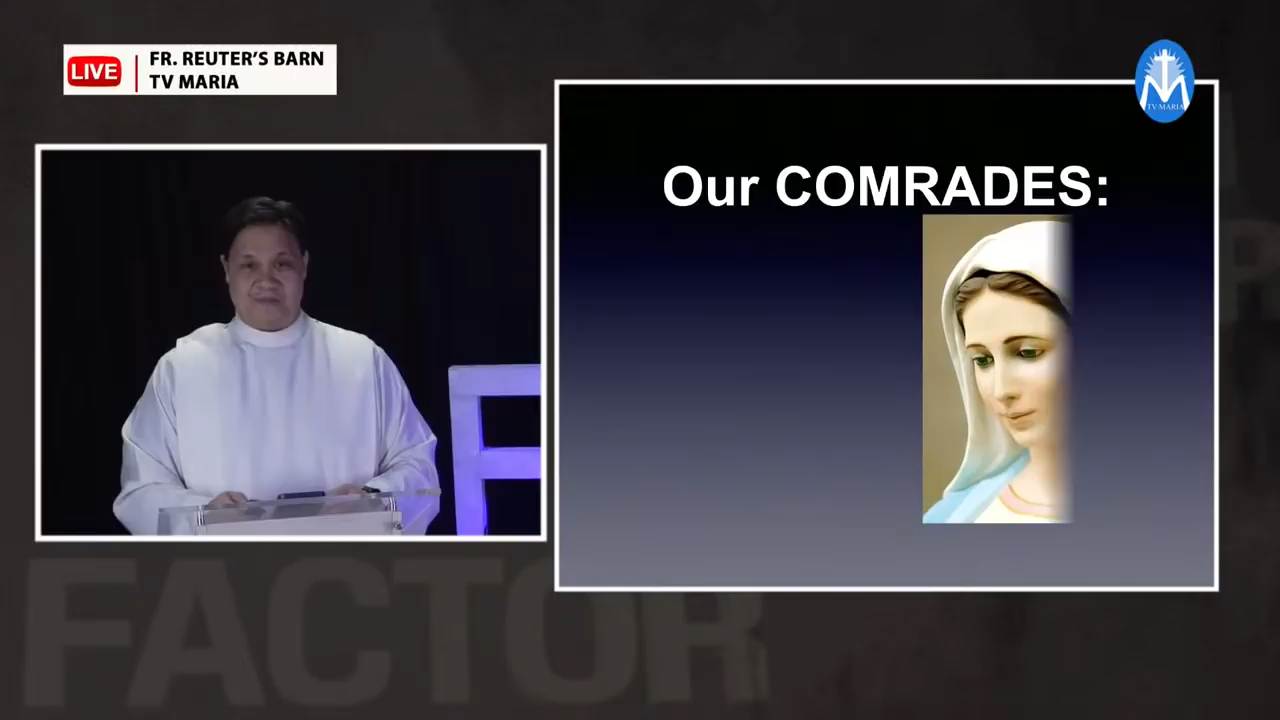 LIVE
FR. REUTER'S BARN
TV MARIA
TV MARIA
Our COMRADES:
FACTOR